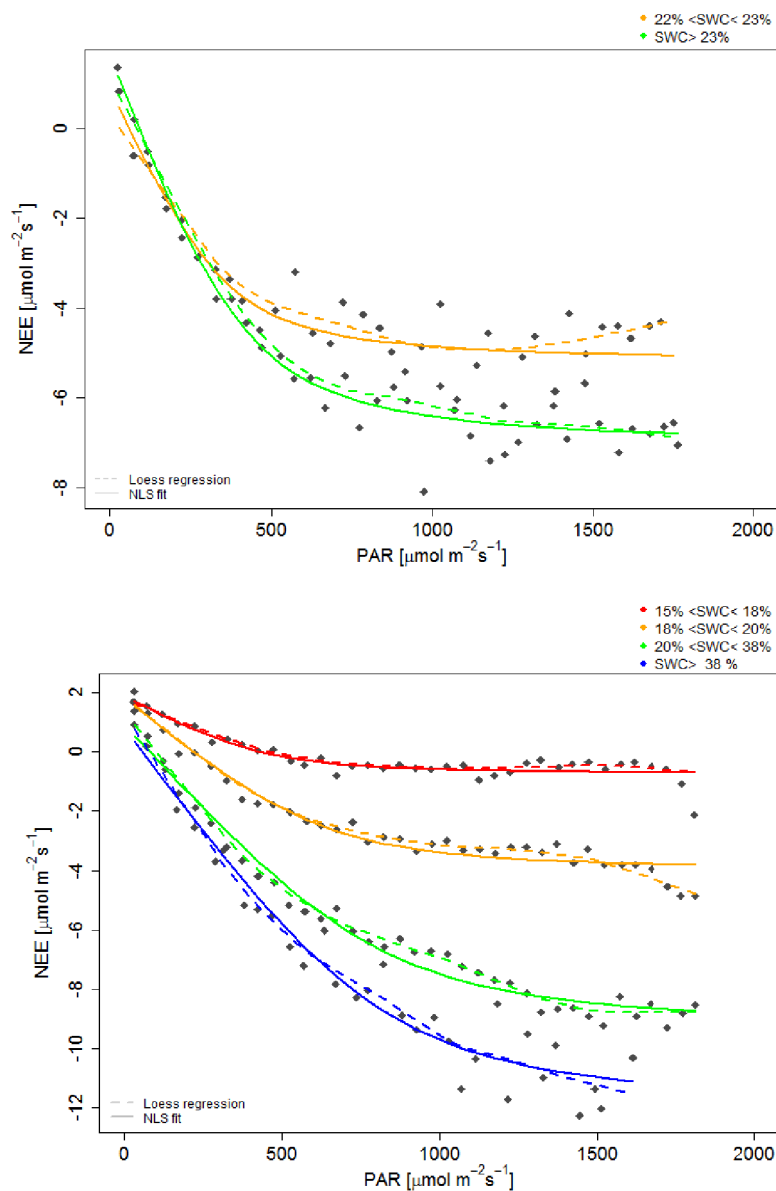 22% <SWC< 23%
SWC> 23%
NEE [μmol m−2s−1]
0
-2
-4
-6
-8
Loess regression
NLS fit
0 500 1000 1500 2000
PAR [μmol m−2s−1]
15% <SWC< 18%
18% <SWC< 20%
20% <SWC< 38%
SWC> 38 %
NEE [μmol m−2s−1]
2
0
-2
-4
-6
-8
-10
-12
Loess regression
NLS fit
0 500 1000 1500 2000
PAR [μmol m−2s−1]